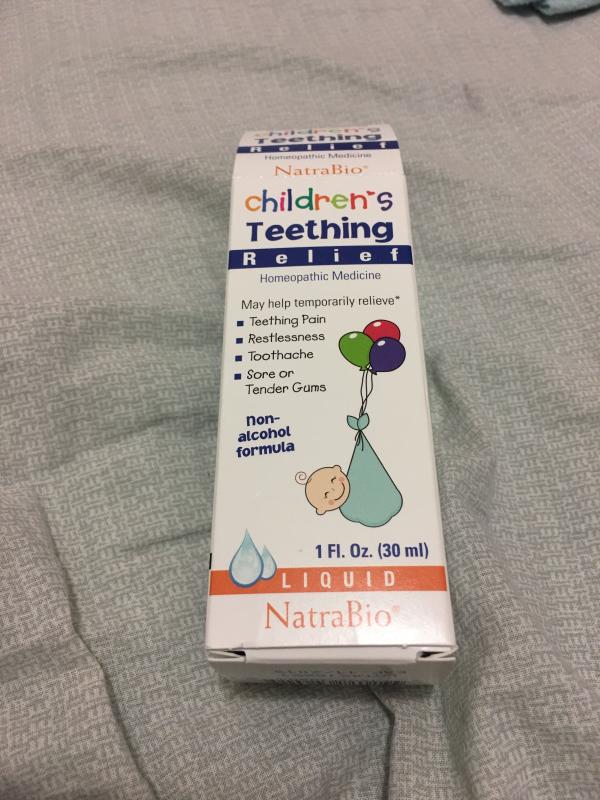 children's
Teething
Relief
Homeopathic Medicine
NatraBio®
children's
Teething
Relief
Homeopathic Medicine
May help temporarily relieve*
▪ Teething Pain
▪ Restlessness
▪ Toothache
▪ Sore or
Tender Gums
non-
alcohol
formula
1 Fl. Oz. (30 ml)
LIQUID
NatraBio®